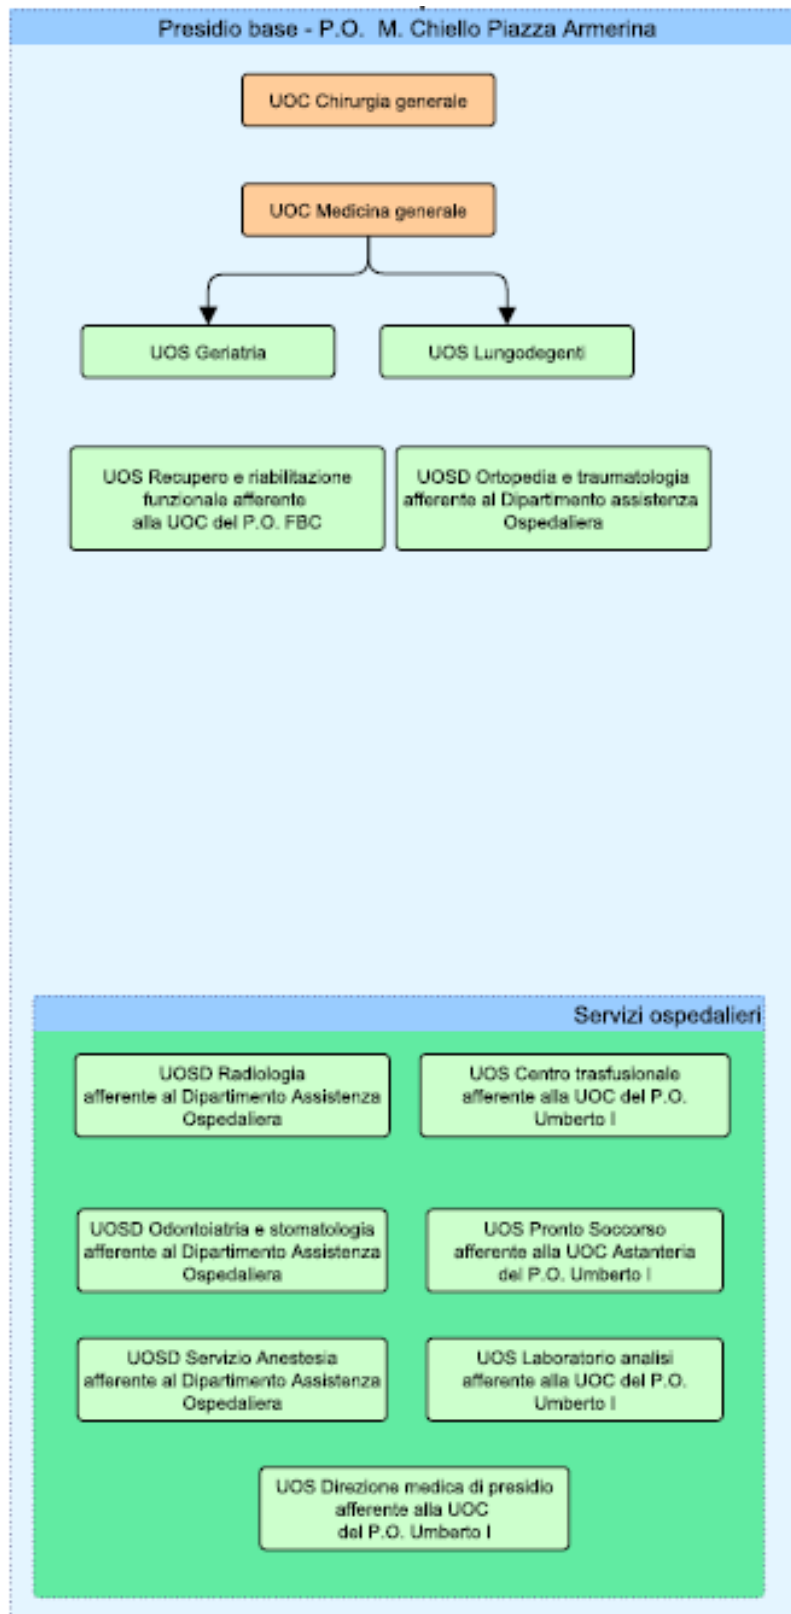 Presidio base - P.O. M. Chiello Piazza Armerina
UOC Chirurgia generale
UOC Medicina generale
UOS Geriatria
UOS Lungodegenti
UOS Recupero e riabilitazione
funzionale afferente
alla UOC del P.O. FBC
UOSD Ortopedia e traumatologia
afferente al Dipartimento assistenza
Ospedaliera
Servizi ospedalieri
UOSD Radiologia
afferente al Dipartimento Assistenza
Ospedaliera
UOS Centro trasfusionale
afferente alla UOC del P.O.
Umberto I
UOSD Odontoiatria e stomatologia
afferente al Dipartimento Assistenza
Ospedaliera
UOS Pronto Soccorso
afferente alla UOC Astanteria
del P.O. Umberto I
UOSD Servizio Anestesia
afferente al Dipartimento Assistenza
Ospedaliera
UOS Laboratorio analisi
afferente alla UOC del P.O.
Umberto I
UOS Direzione medica di presidio
afferente alla UOC
del P.O. Umberto I